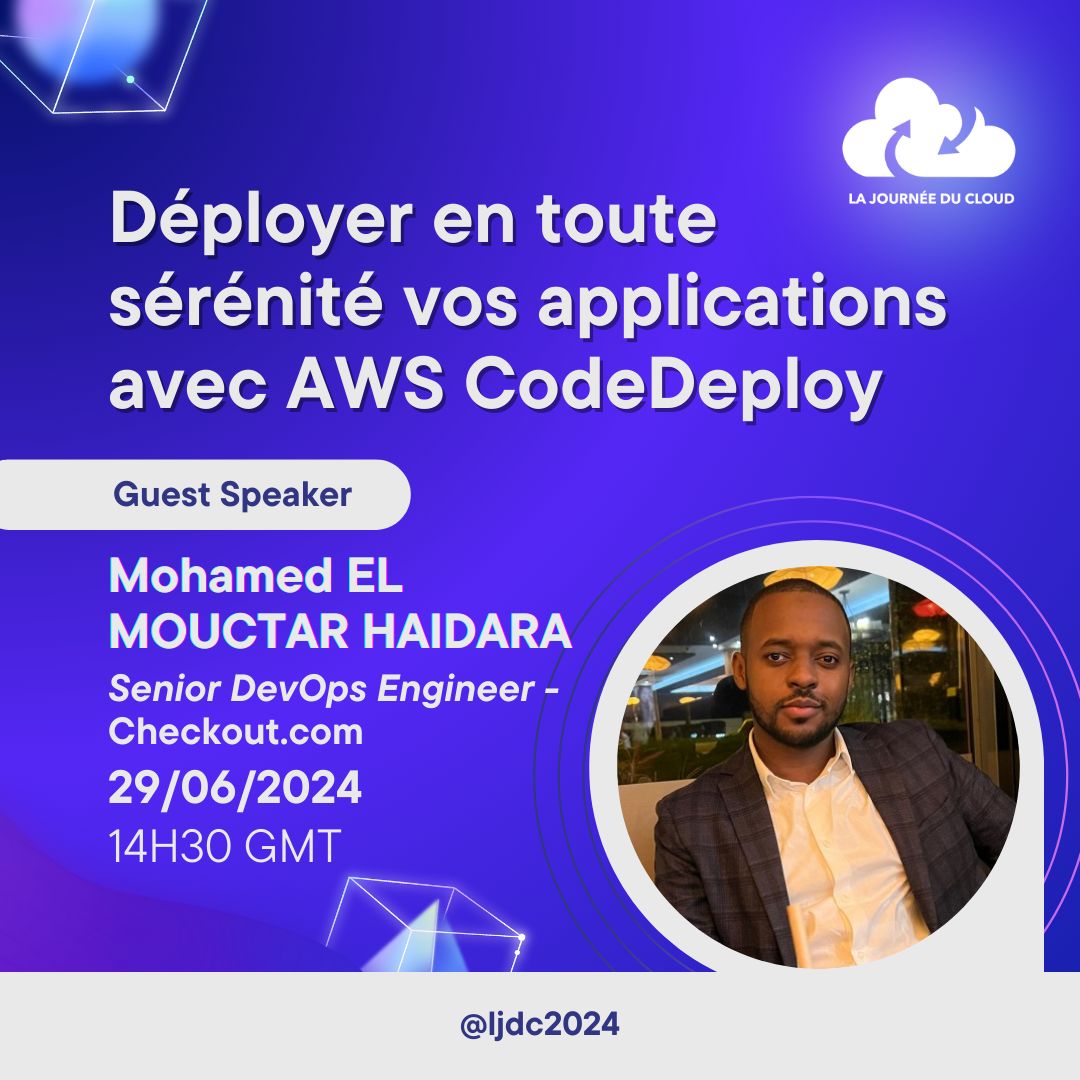 LA JOURNÉE DU CLOUD
Déployer en toute
sérénité vos applications
avec AWS CodeDeploy
Guest Speaker
Mohamed EL
MOUCTAR HAIDARA
Senior DevOps Engineer -
Checkout.com
29/06/2024
14H30 GMT
@ljdc2024